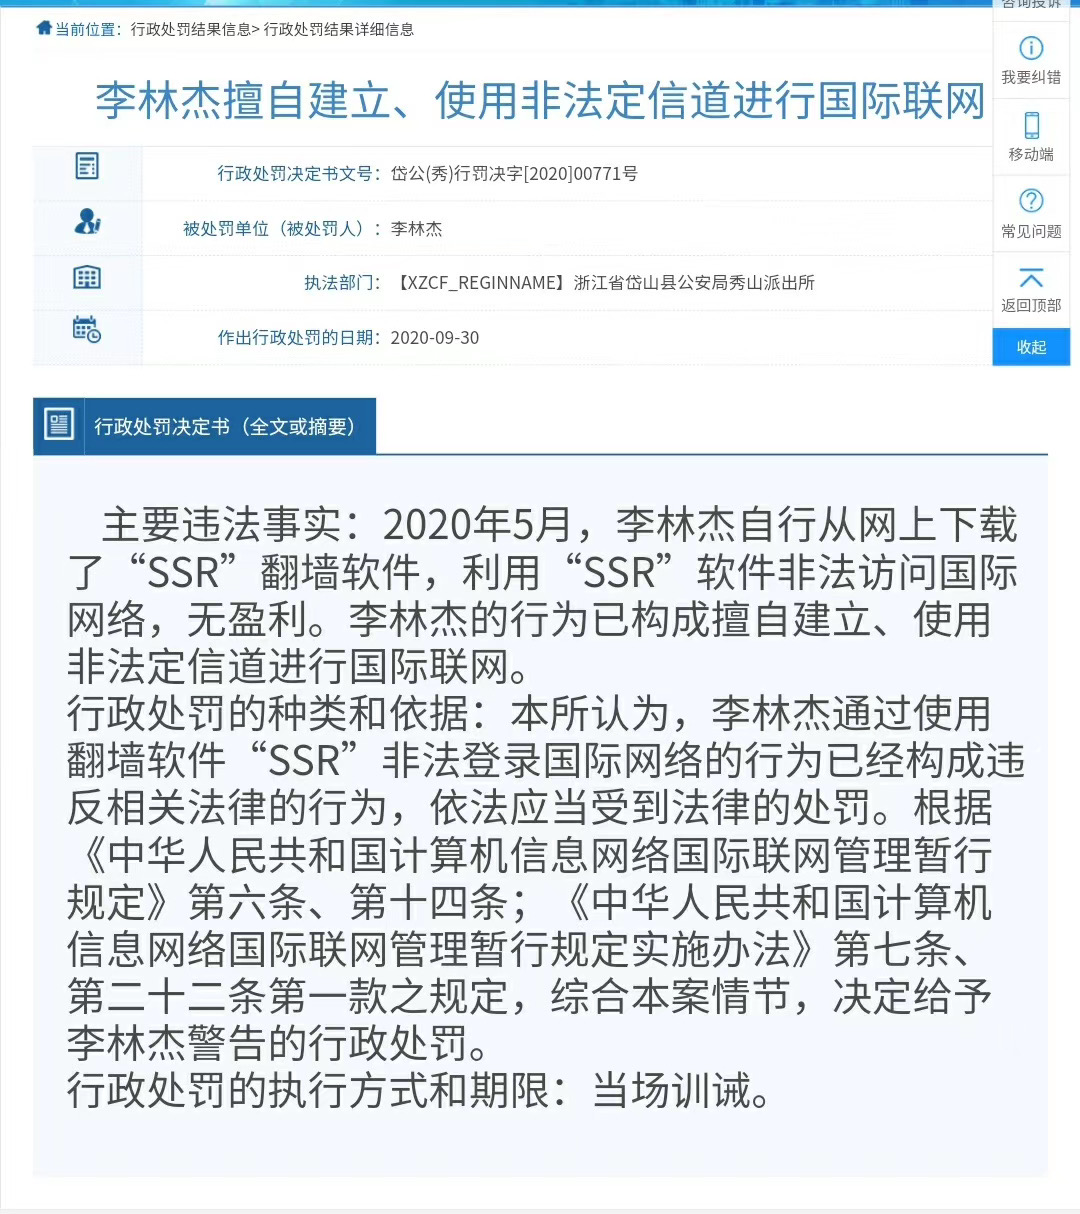 咨询投诉
当前位置：行政处罚结果信息> 行政处罚结果详细信息
我要纠错
李林杰擅自建立、使用非法定信道进行国际联网
移动端
行政处罚决定书文号：岱公(秀)行罚决字[2020]00771号
被处罚单位（被处罚人）：李林杰
常见问题
执法部门：【XZCF_REGINNAME】浙江省岱山县公安局秀山派出所
返回顶部
作出行政处罚的日期：2020-09-30
收起
行政处罚决定书（全文或摘要）
主要违法事实：2020年5月，李林杰自行从网上下载
了“SSR”翻墙软件，利用“SSR”软件非法访问国际
网络，无盈利。李林杰的行为已构成擅自建立、使用
非法定信道进行国际联网。
行政处罚的种类和依据：本所认为，李林杰通过使用
翻墙软件“SSR”非法登录国际网络的行为已经构成违
反相关法律的行为，依法应当受到法律的处罚。根据
《中华人民共和国计算机信息网络国际联网管理暂行
规定》第六条、第十四条；《中华人民共和国计算机
信息网络国际联网管理暂行规定实施办法》第七条、
第二十二条第一款之规定，综合本案情节，决定给予
李林杰警告的行政处罚。
行政处罚的执行方式和期限：当场训诫。